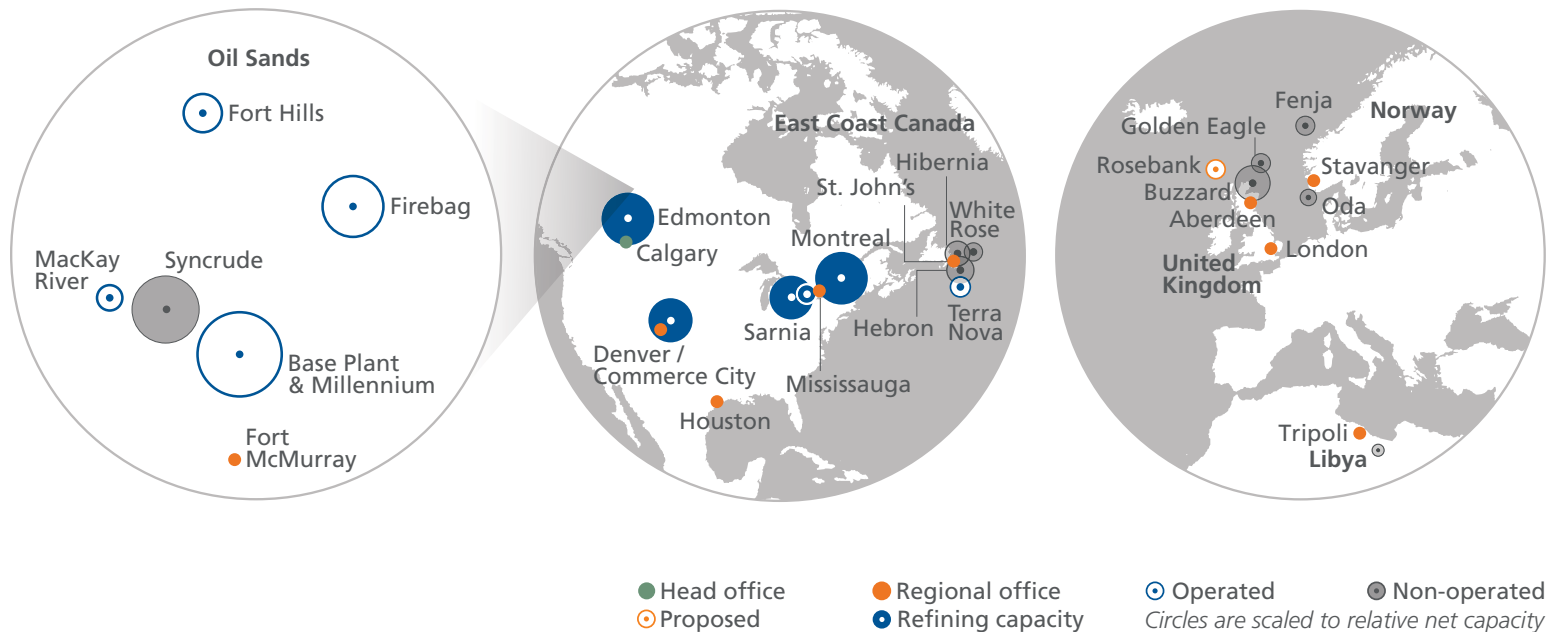 Oil Sands
Fort Hills
Firebag
MacKay
River
Syncrude
Base Plant
& Millennium
Fort
McMurray
East Coast Canada
Hibernia
St. John's
White
Rose
Edmonton
Calgary
Montreal
Sarnia
Hebron
Terra
Nova
Denver /
Commerce City
Mississauga
Houston
Fenja
Norway
Golden Eagle
Rosebank
Stavanger
Buzzard
Oda
Aberdeen
London
United
Kingdom
Tripoli
Libya
Head office
Regional office
Operated
Non-operated
Proposed
Refining capacity
Circles are scaled to relative net capacity